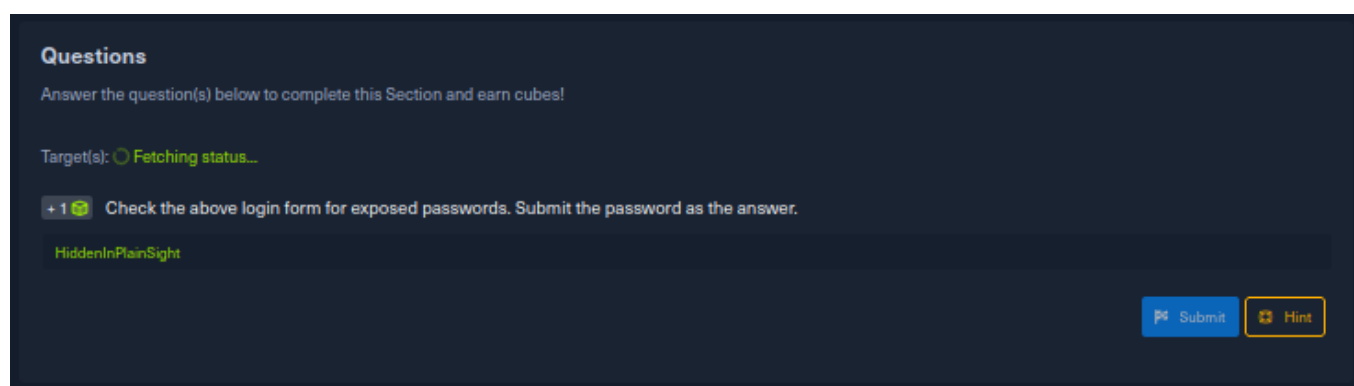 Questions
Answer the question(s) below to complete this Section and earn cubes!
Target(s): Fetching status...
+ 1 Check the above login form for exposed passwords. Submit the password as the answer.
HiddenInPlainSight
Submit Hint